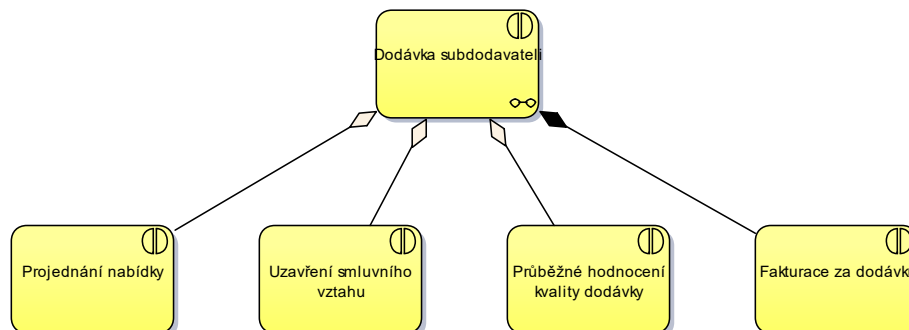 Dodávka subdodavateli
Projednání nabídky
Uzavření smluvního
vztahu
Průběžné hodnocení
kvality dodávky
Fakturace za dodávk